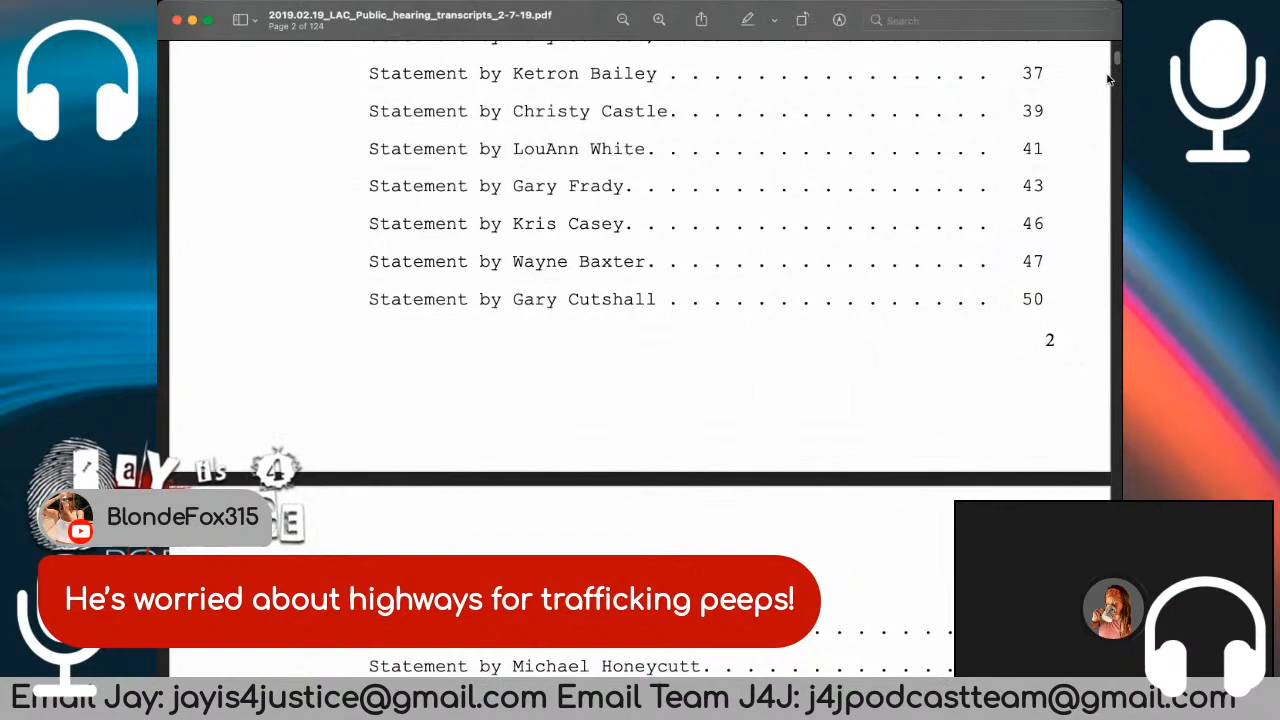 2019.02.19_LAC_Public_hearing_transcripts_2-7-19.pdf
Page 2 of 124
Search
Statement by Ketron Bailey . . . . . . . . . . . . . . . 37
Statement by Christy Castle. . . . . . . . . . . . . . . 39
Statement by LouAnn White. . . . . . . . . . . . . . . . 41
Statement by Gary Frady. . . . . . . . . . . . . . . . . 43
Statement by Kris Casey. . . . . . . . . . . . . . . . . 46
Statement by Wayne Baxter. . . . . . . . . . . . . . . . 47
Statement by Gary Cutshall . . . . . . . . . . . . . . . 50
2
Jay is 4
BlondeFox315
He's worried about highways for trafficking peeps!
Statement by Michael Honeycutt. . . . . . . . . . . .
Email Jay: jayis4justice@gmail.com Email Team J4J: j4jpodcastteam@gmail.com